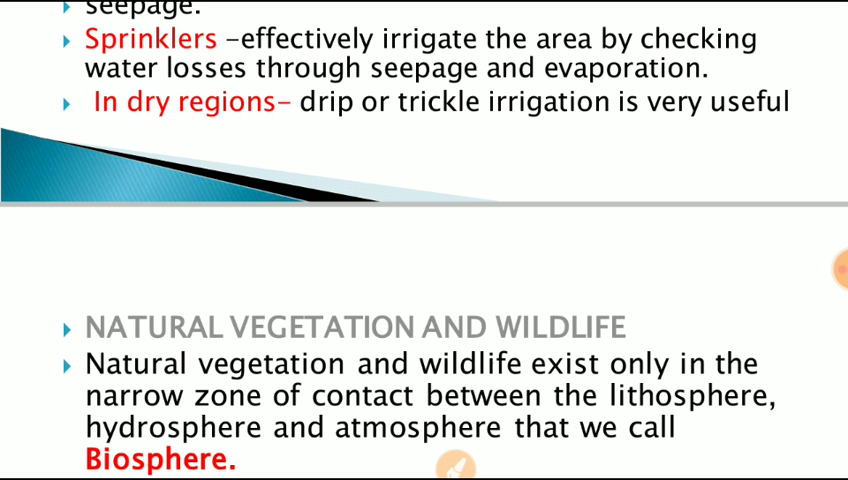 seepage.
Sprinklers -effectively irrigate the area by checking
water losses through seepage and evaporation.
In dry regions- drip or trickle irrigation is very useful
NATURAL VEGETATION AND WILDLIFE
Natural vegetation and wildlife exist only in the
narrow zone of contact between the lithosphere,
hydrosphere and atmosphere that we call
Biosphere.